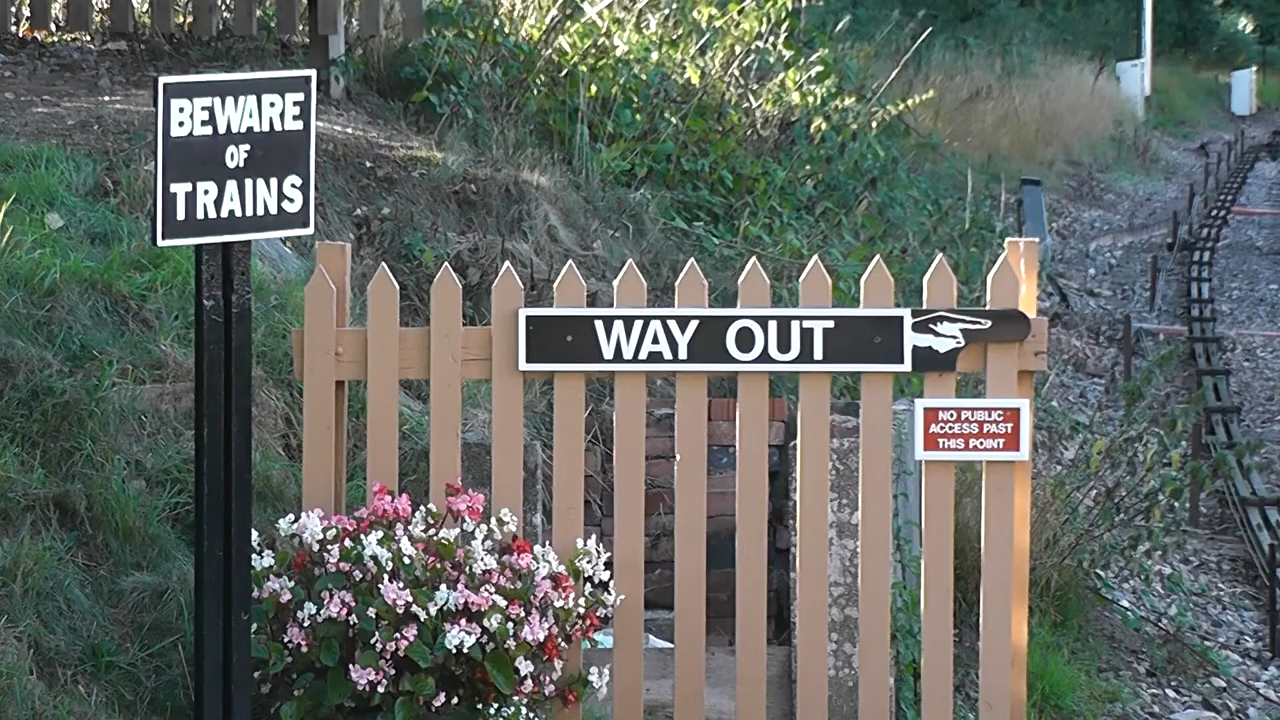 BEWARE
OF
TRAINS
WAY OUT
NO PUBLIC
ACCESS PAST
THIS POINT